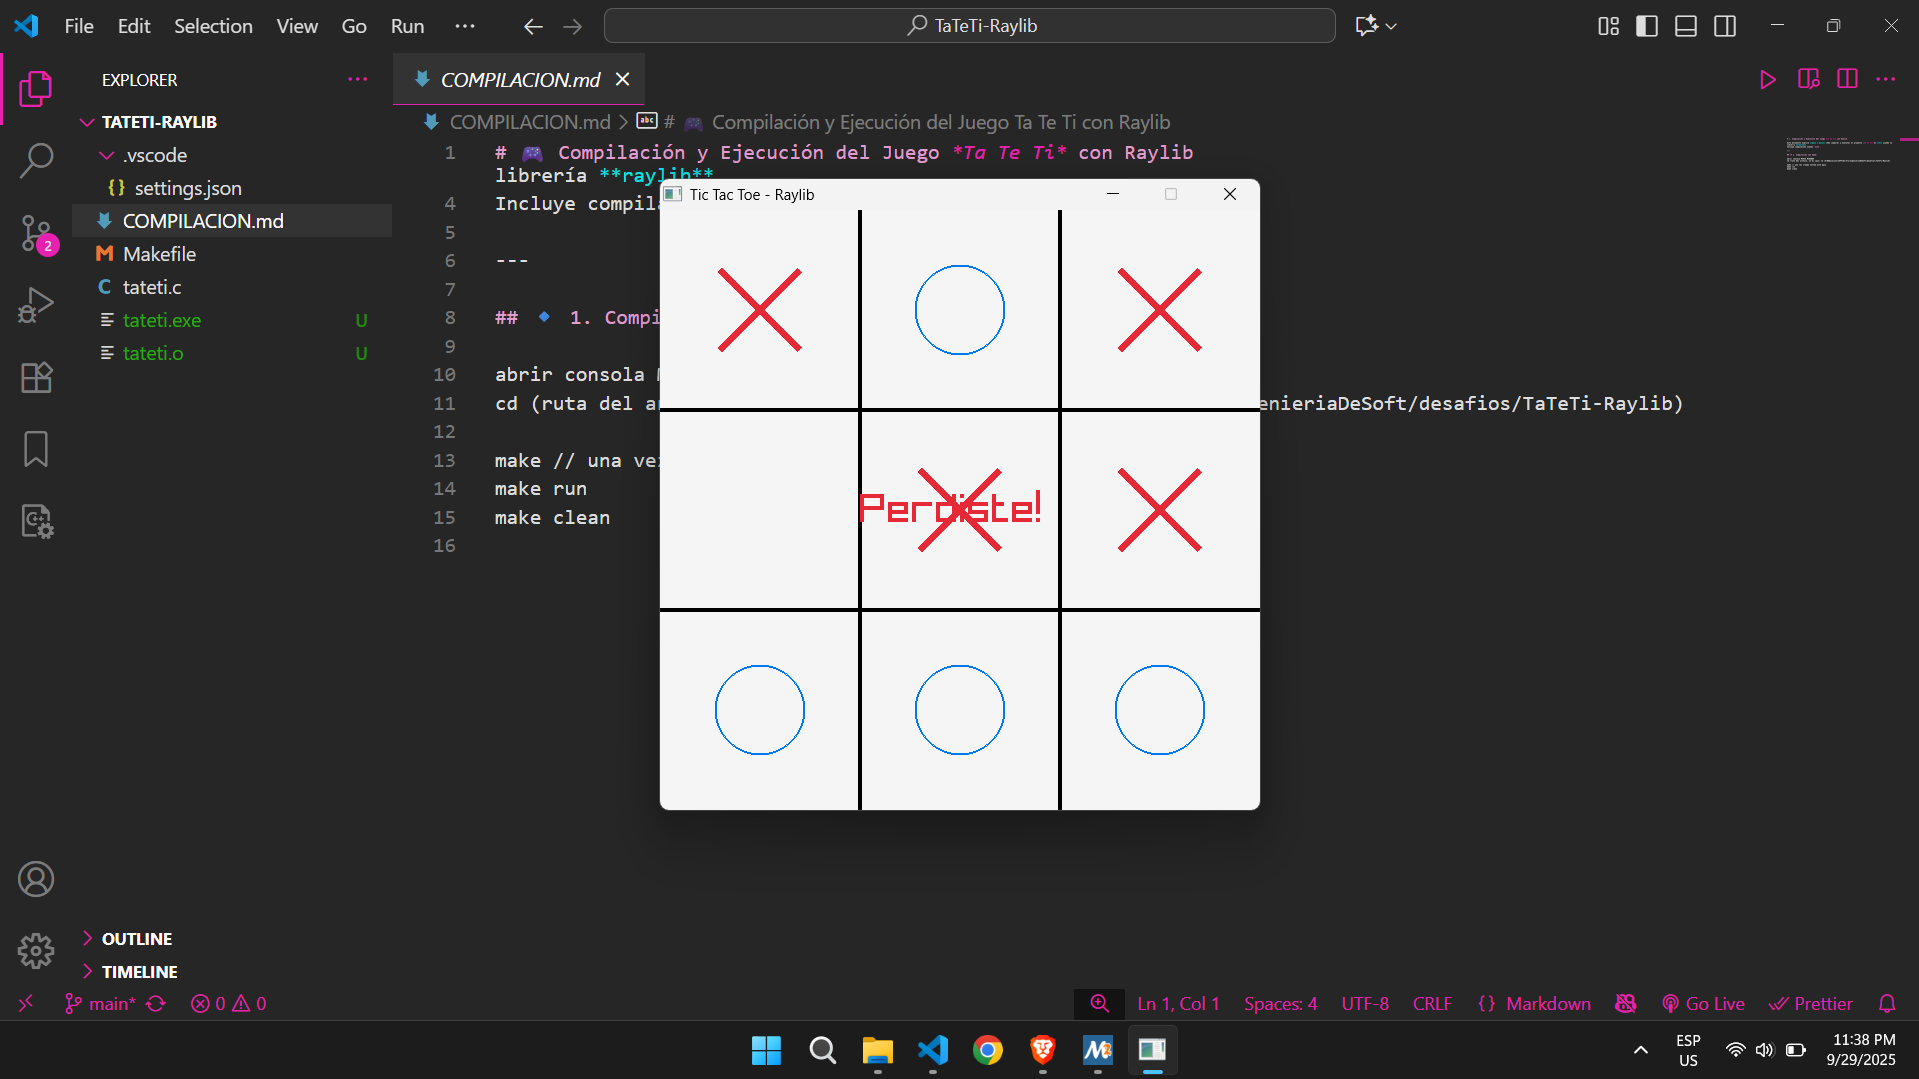 File Edit Selection View Go Run ···
TaTeTi-Raylib
EXPLORER
TATETI-RAYLIB
.vscode
{} settings.json
COMPILACION.md
M Makefile
C tateti.c
tateti.exe U
tateti.o U
2
OUTLINE
TIMELINE
COMPILACION.md
COMPILACION.md > abc # 🎮 Compilación y Ejecución del Juego Ta Te Ti con Raylib
1 # 🎮 Compilación y Ejecución del Juego *Ta Te Ti* con Raylib
librería **raylib**
4 Incluye compila
5
6 ---
7
8 ## 🔹 1. Compi
9
10 abrir consola
11 cd (ruta del enieriaDeSoft/desafios/TaTeTi-Raylib)
12
13 make // una vez
14 make run
15 make clean
16
Tic Tac Toe - Raylib
Perdiste!
main* 0 0
Ln 1, Col 1 Spaces: 4 UTF-8 CRLF {} Markdown Go Live Prettier
ESP
US
11:38 PM
9/29/2025